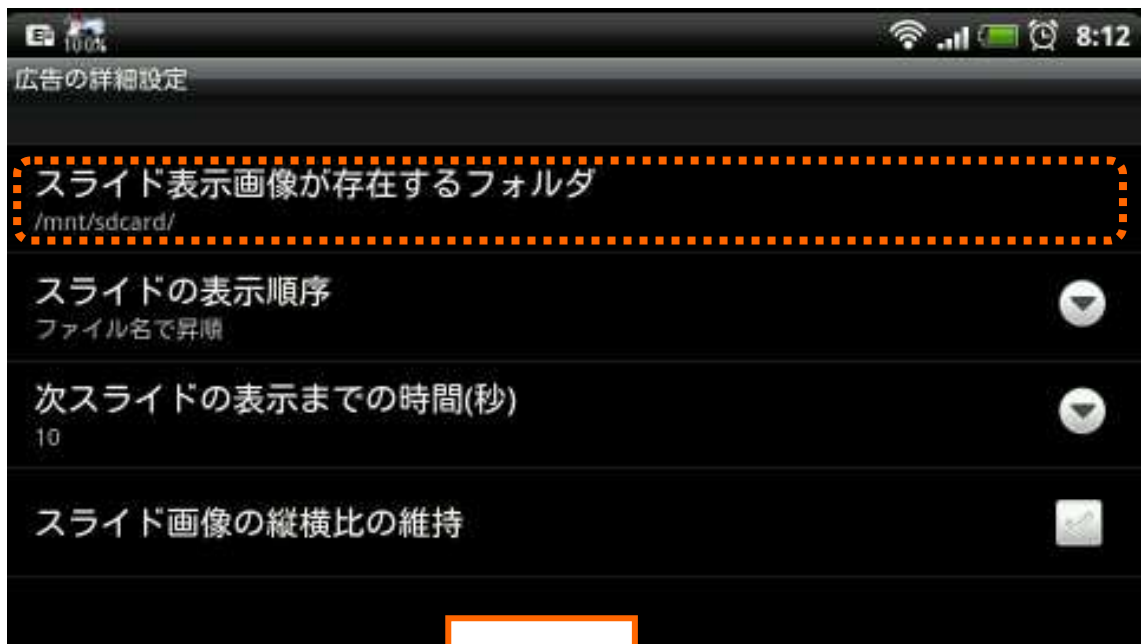 100%
8:12
広告の詳細設定
スライド表示画像が存在するフォルダ
/mnt/sdcard/
スライドの表示順序
ファイル名で昇順
次スライドの表示までの時間(秒)
10
スライド画像の縦横比の維持